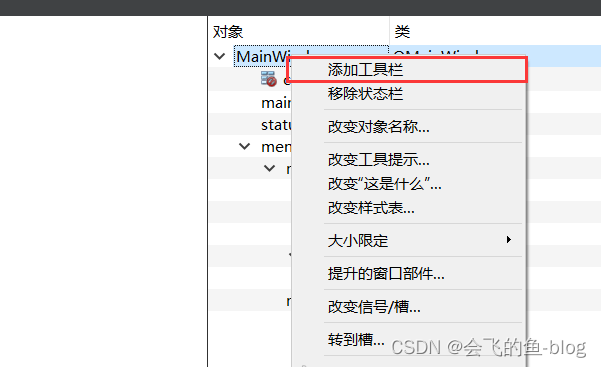 对象 类
MainWin
添加工具栏
移除状态栏
main
statu
改变对象名称...
men
改变工具提示...
改变“这是什么”...
改变样式表...
大小限定
提升的窗口部件...
改变信号/槽...
转到槽...
CSDN @会飞的鱼-blog